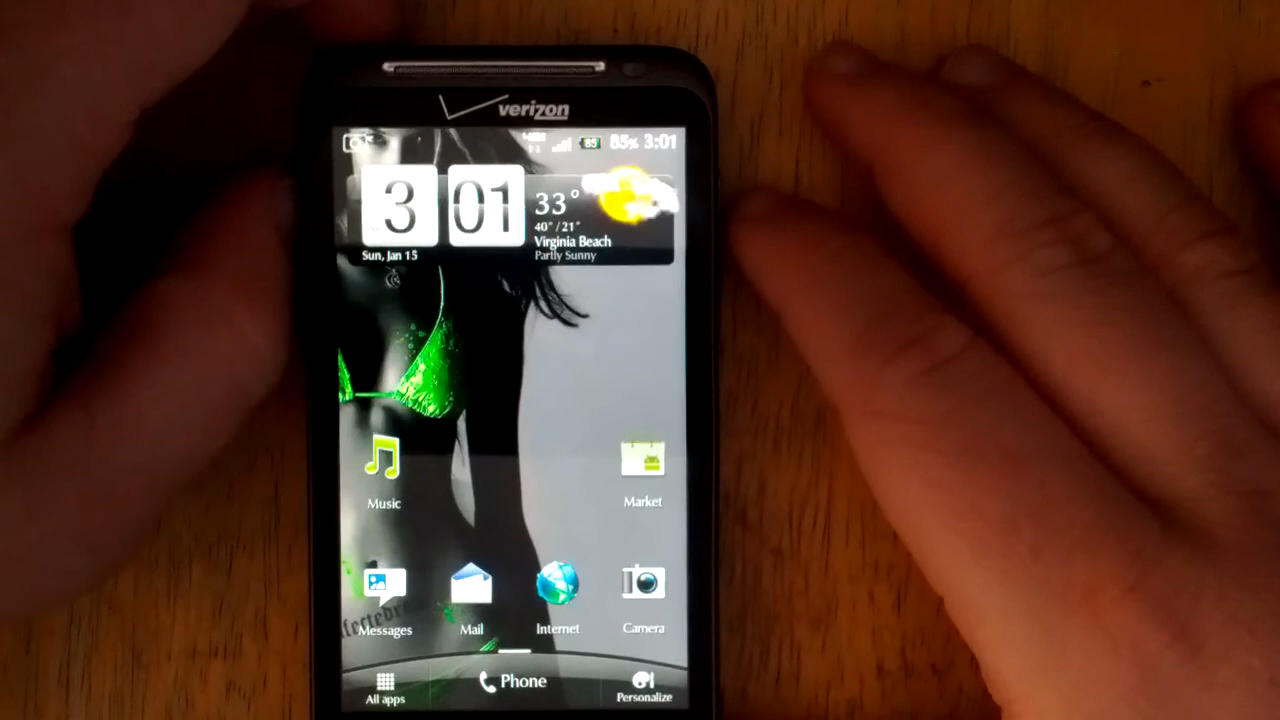 verizon
85 85% 3:01
3 01
33°
40°/21°
Virginia Beach
Sun, Jan 15
Partly Sunny
Music
Market
Messages
Mail
Internet
Camera
Phone
All apps
Personalize